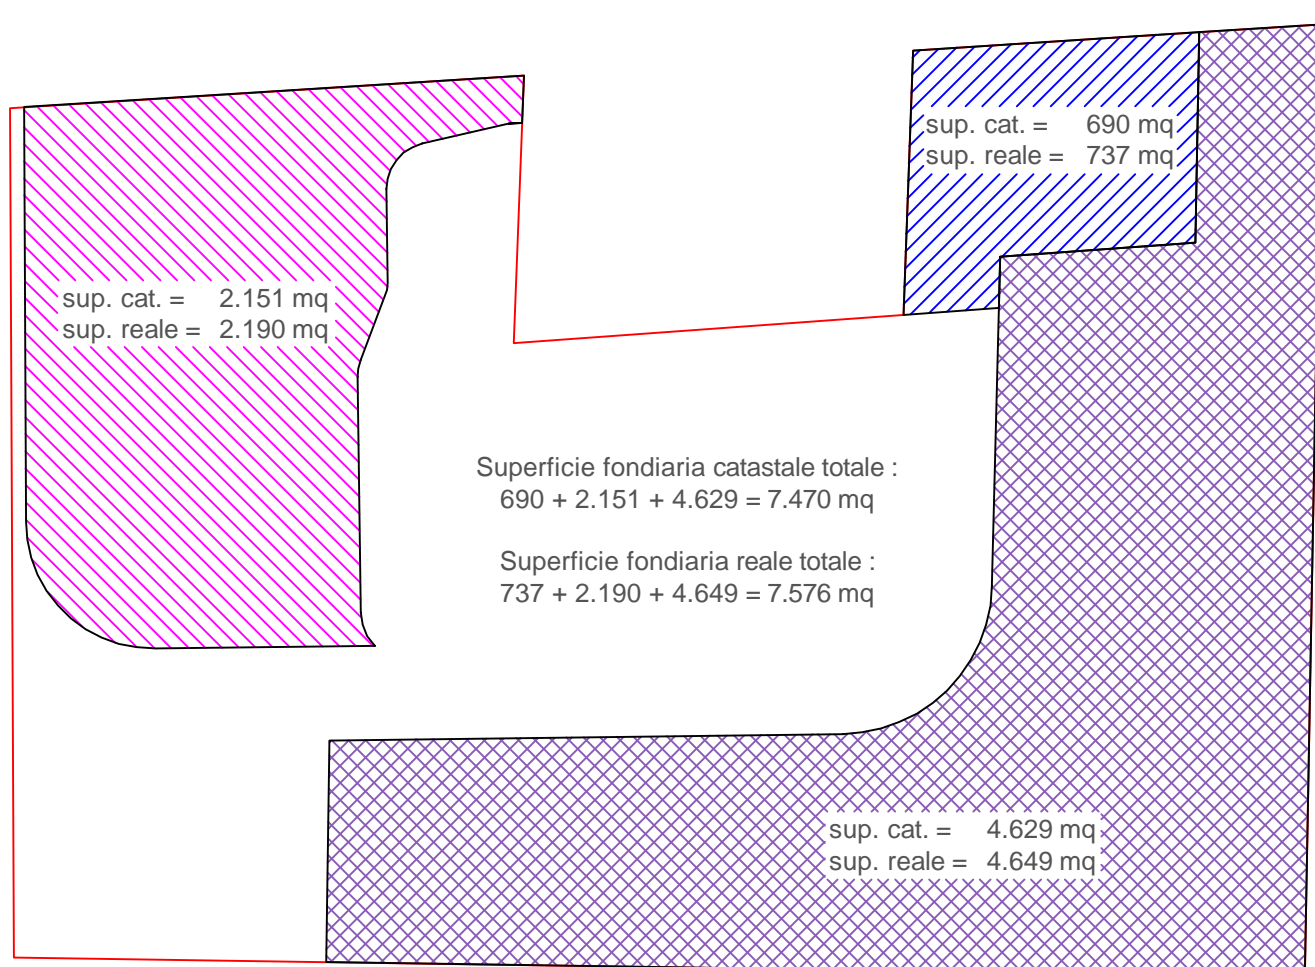 sup. cat. = 690 mq
sup. reale = 737 mq
sup. cat. = 2.151 mq
sup. reale = 2.190 mq
Superficie fondiaria catastale totale :
690 + 2.151 + 4.629 = 7.470 mq
Superficie fondiaria reale totale :
737 + 2.190 + 4.649 = 7.576 mq
sup. cat. = 4.629 mq
sup. reale = 4.649 mq